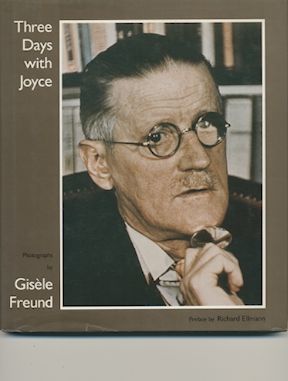 Three
Days
with
Joyce
Photographs
by
Gisèle
Freund
Preface by Richard Ellmann